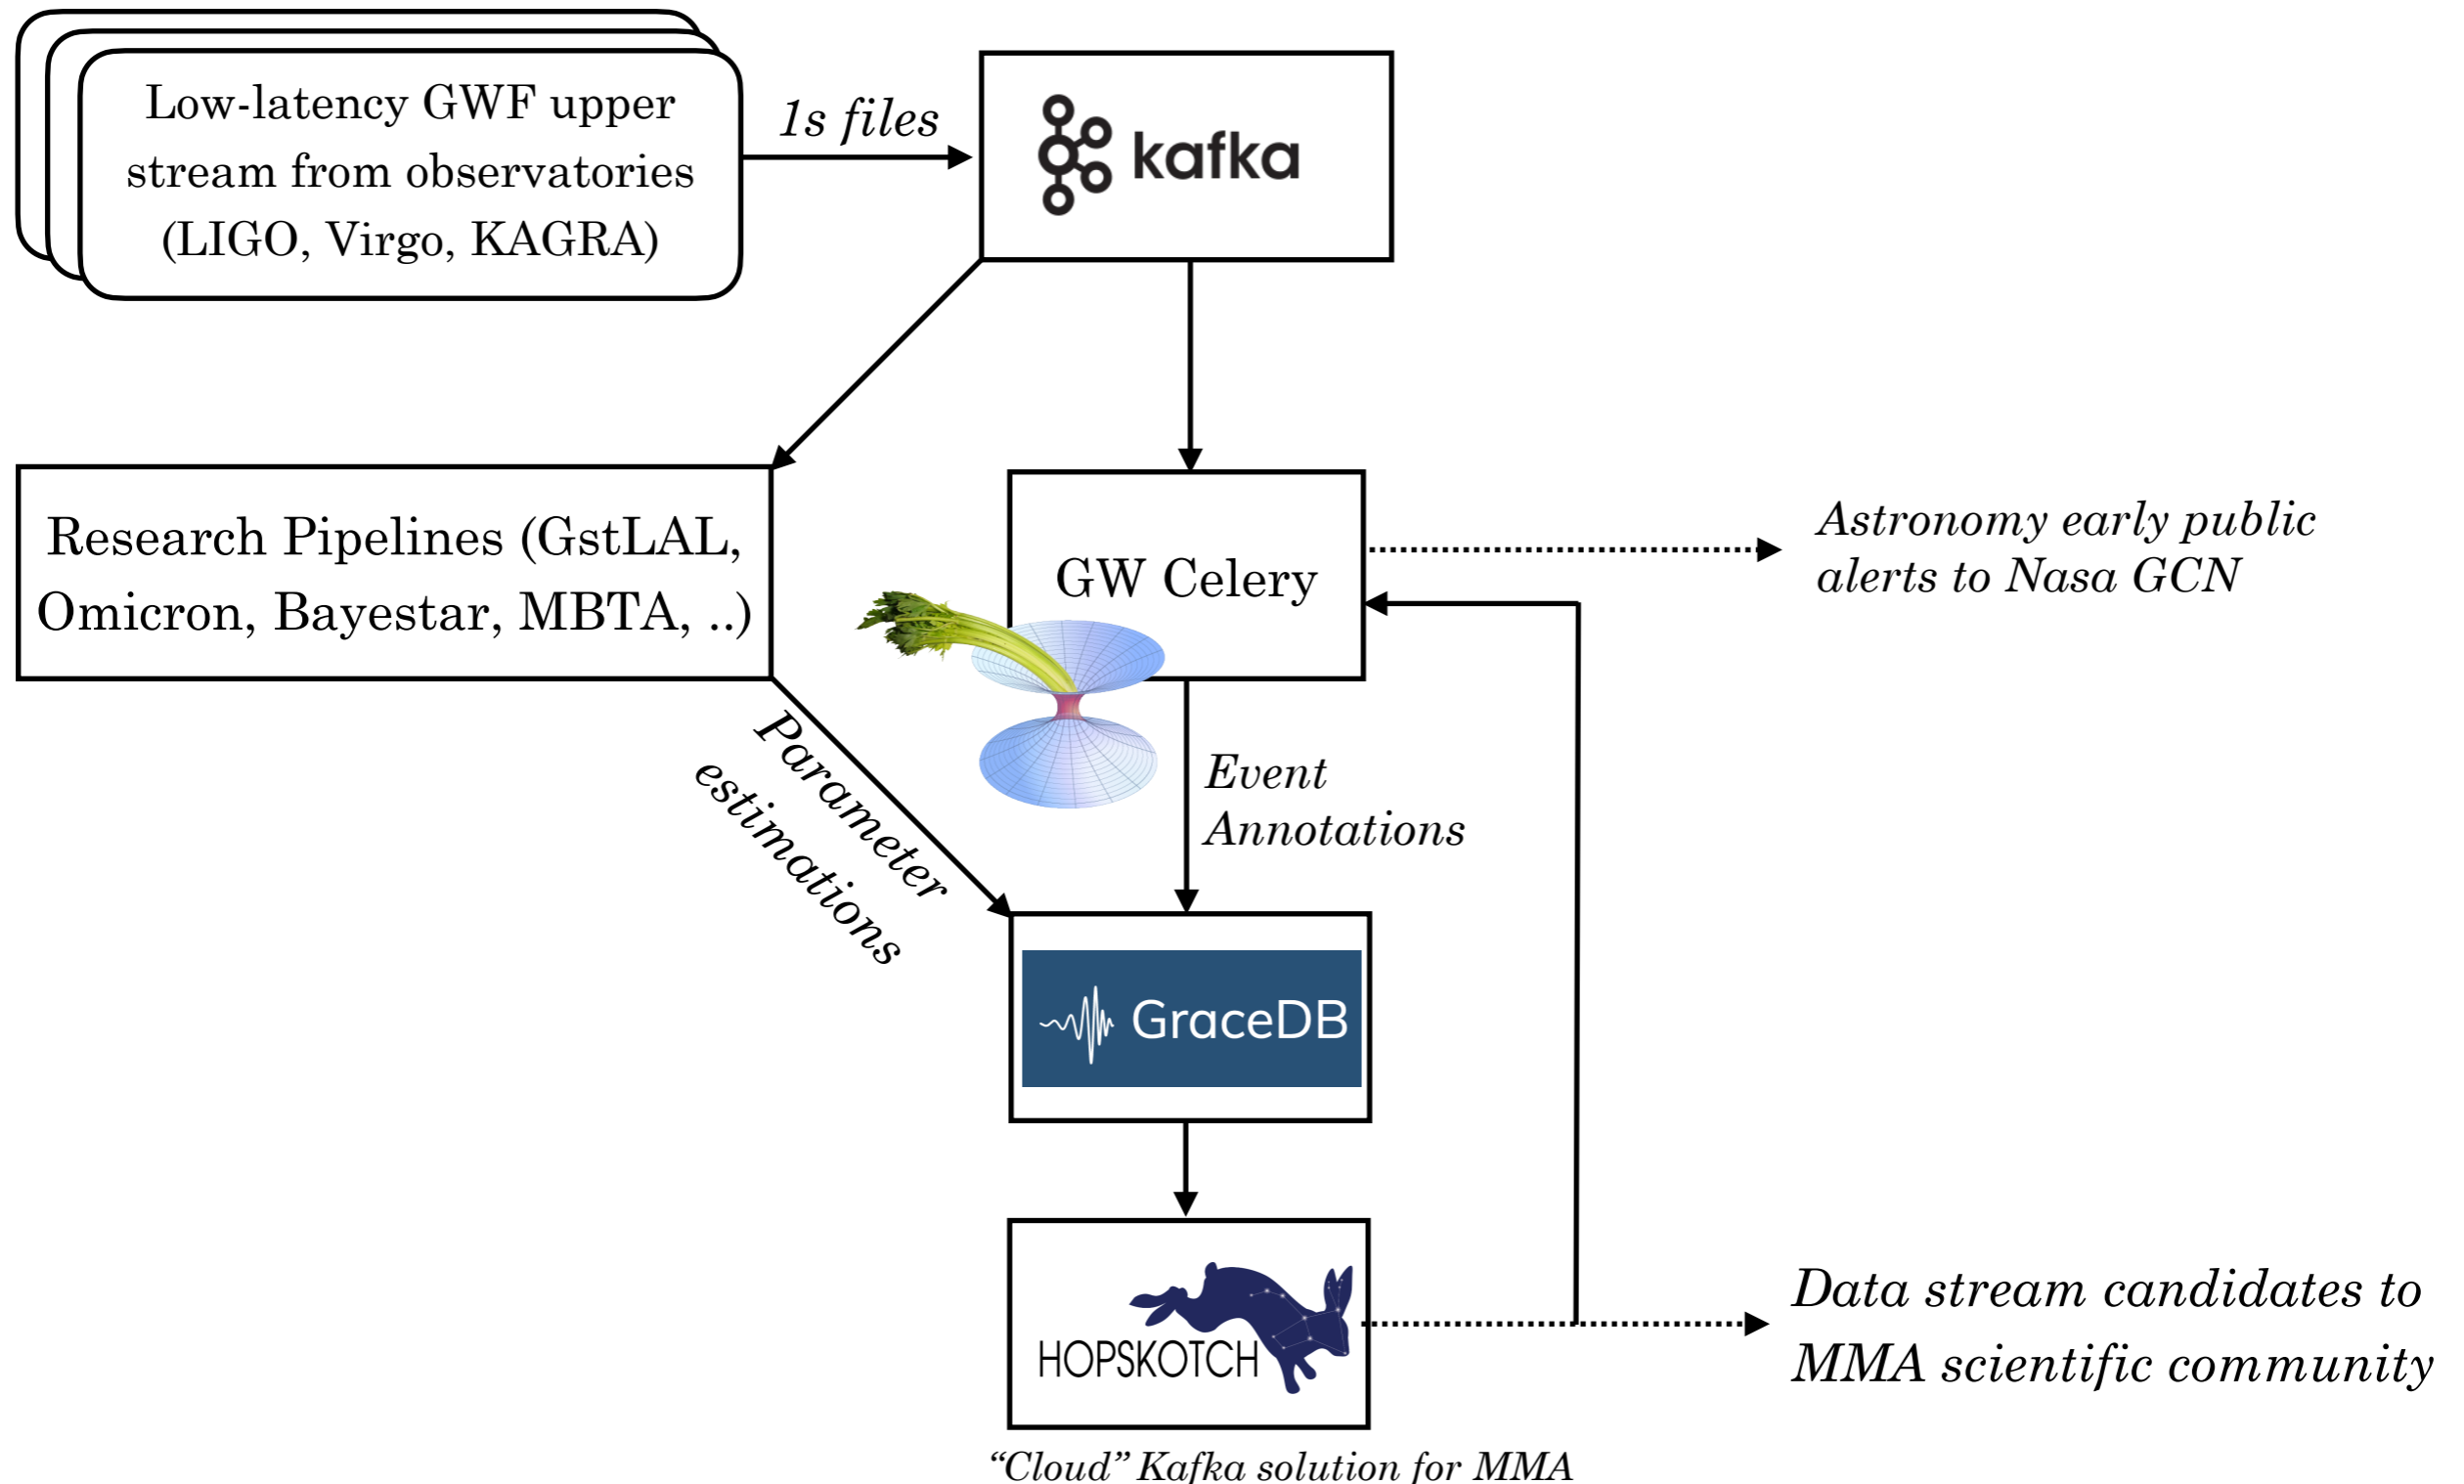 Low-latency GWF upper
stream from observatories
(LIGO, Virgo, KAGRA)
1s files
kafka
Research Pipelines (GstLAL,
Omicron, Bayestar, MBTA, ..)
GW Celery
Astronomy early public
alerts to Nasa GCN
Parameter
estimations
Event
Annotations
GraceDB
HOPSKOTCH
Data stream candidates to
MMA scientific community
“Cloud” Kafka solution for MMA